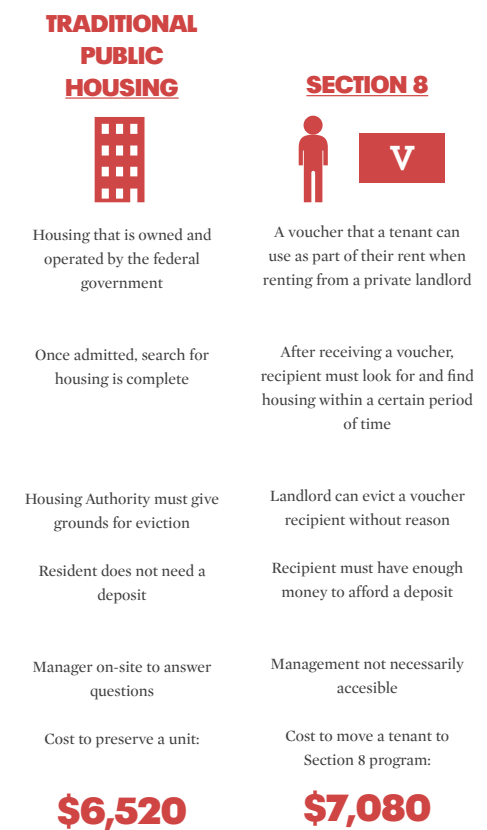 TRADITIONAL
PUBLIC
HOUSING
Housing that is owned and
operated by the federal
government
Once admitted, search for
housing is complete
Housing Authority must give
grounds for eviction
Resident does not need a
deposit
Manager on-site to answer
questions
Cost to preserve a unit:
$6,520
SECTION 8
V
A voucher that a tenant can
use as part of their rent when
renting from a private landlord
After receiving a voucher,
recipient must look for and find
housing within a certain period
of time
Landlord can evict a voucher
recipient without reason
Recipient must have enough
money to afford a deposit
Management not necessarily
accesible
Cost to move a tenant to
Section 8 program:
$7,080